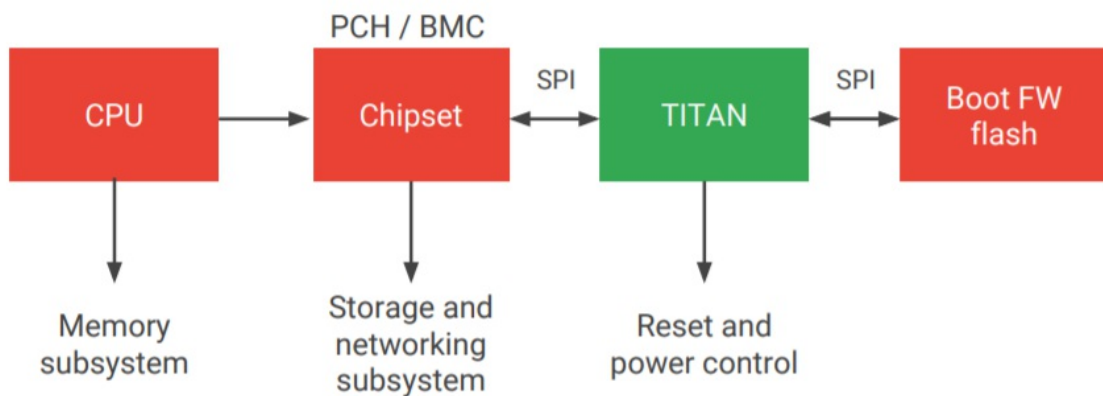 PCH / BMC
CPU
Chipset
SPI
TITAN
SPI
Boot FW
flash
Memory
subsystem
Storage and
networking
subsystem
Reset and
power control